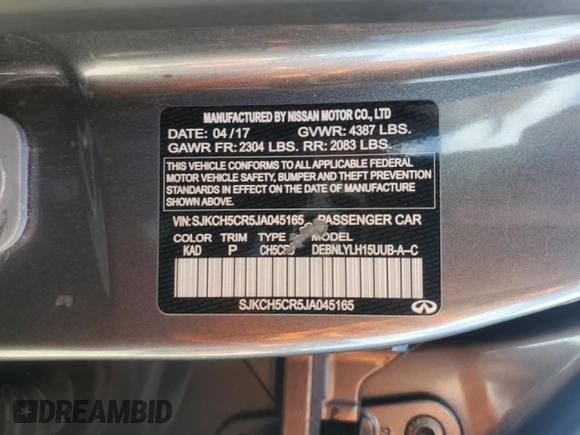 MANUFACTURED BY NISSAN MOTOR CO., LTD
DATE: 04/17 GVWR: 4387 LBS.
GAWR FR: 2304 LBS. RR: 2083 LBS.
THIS VEHICLE CONFORMS TO ALL APPLICABLE FEDERAL
MOTOR VEHICLE SAFETY, BUMPER AND THEFT PREVENTION
STANDARDS IN EFFECT ON THE DATE OF MANUFACTURE
SHOWN ABOVE.
VIN:SJKCH5CR5JA045165 PASSENGER CAR
COLOR TRIM TYPE
KAD P DEBNLYLH15UUB-A--C
SJKCH5CR5JA045165
DREAMBID